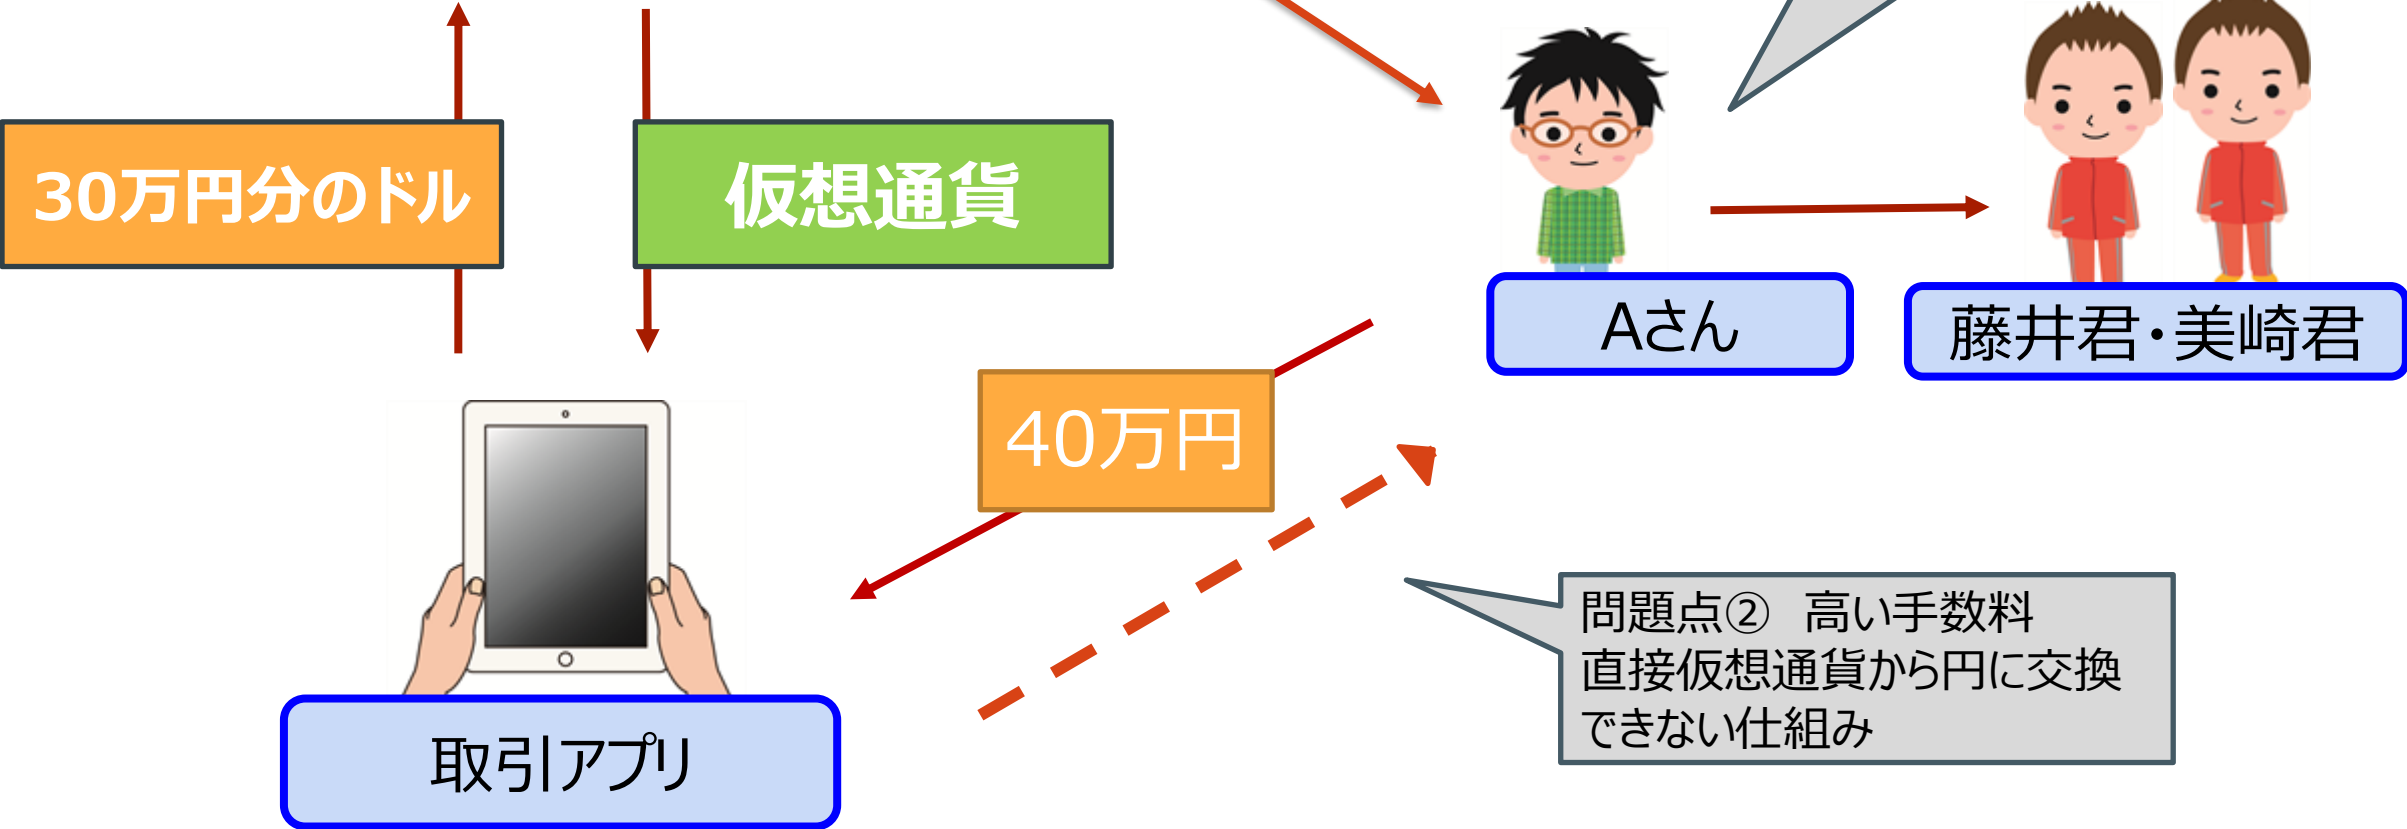 30万円分のドル
仮想通貨
Aさん
藤井君・美崎君
40万円
問題点② 高い手数料
直接仮想通貨から円に交換
できない仕組み
取引アプリ